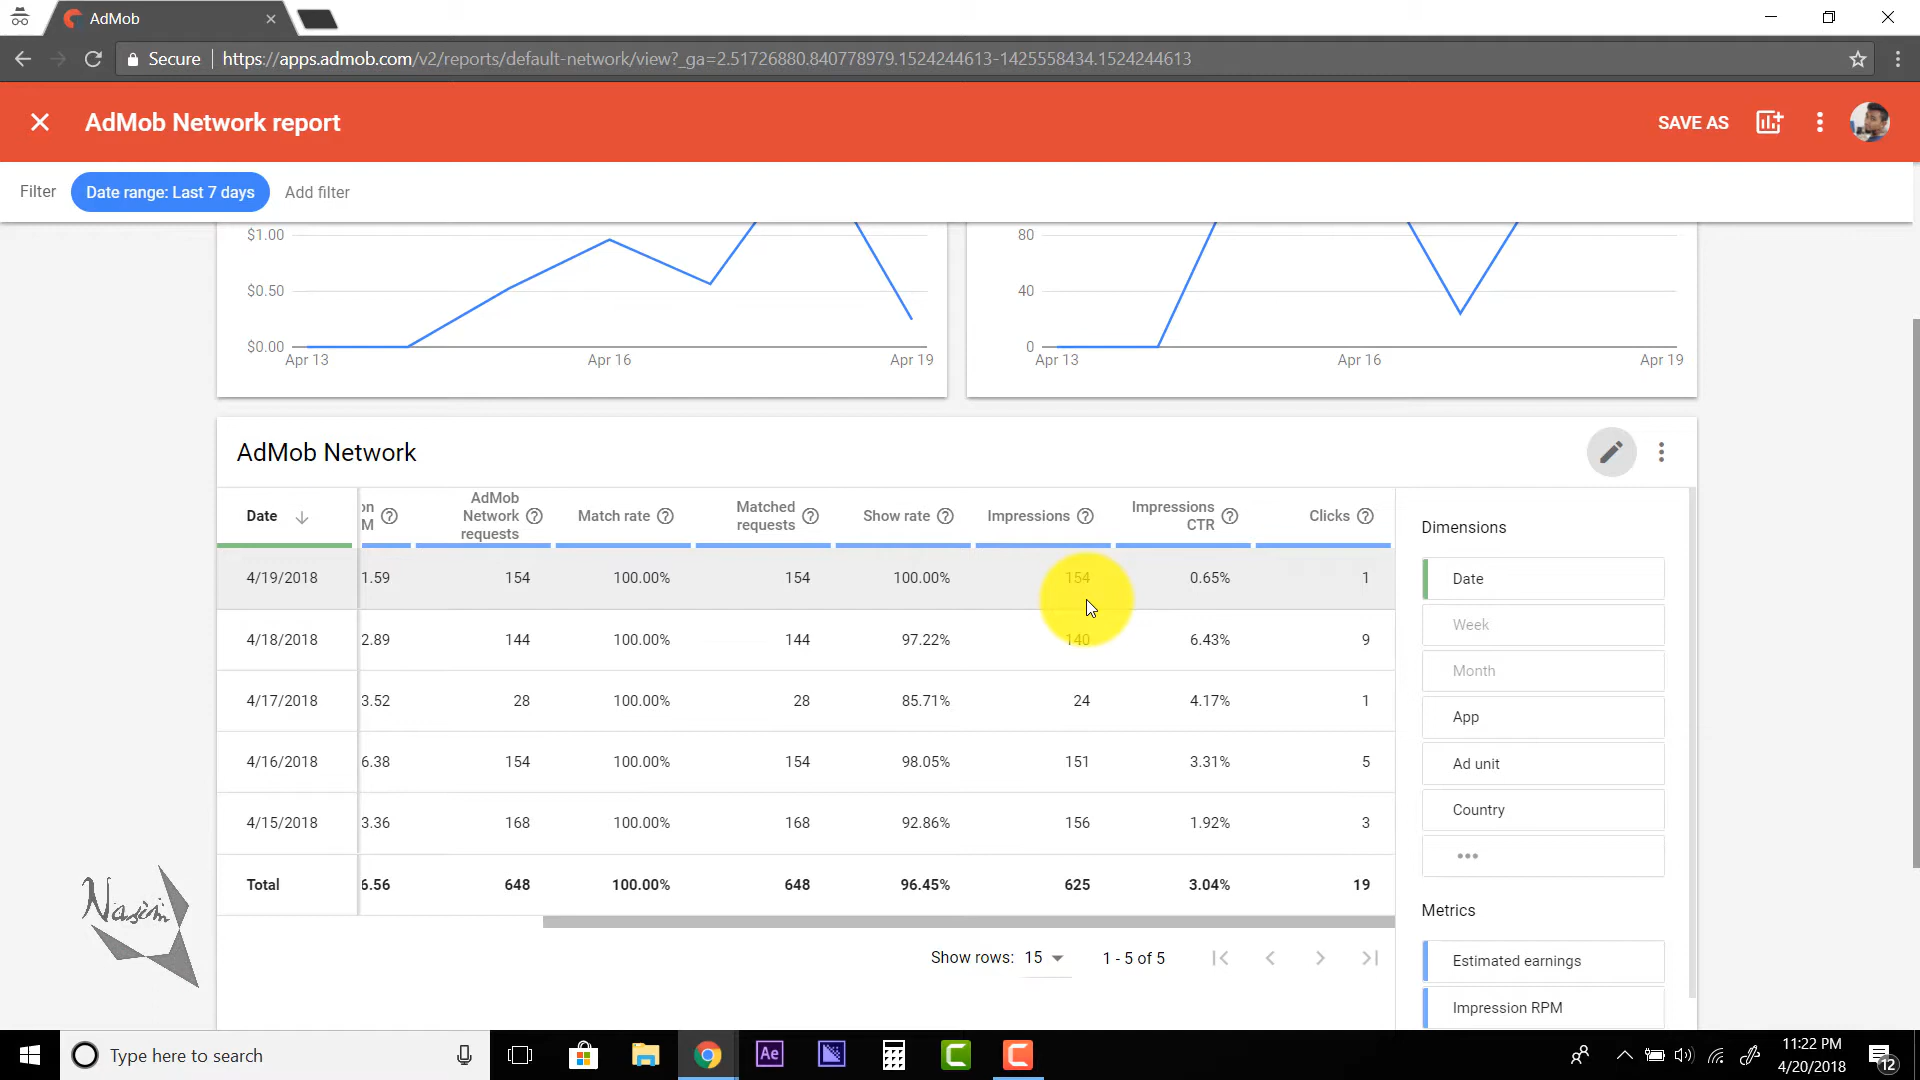 AdMob
Secure https://apps.admob.com/v2/reports/default-network/view?_ga=2.51726880.840778979.1524244613-1425558434.1524244613
AdMob Network report SAVE AS
Filter Date range: Last 7 days Add filter
$1.00
$0.50
$0.00
Apr 13 Apr 16 Apr 19
80
40
0
Apr 13 Apr 16 Apr 19
AdMob Network
Date on M AdMob Network requests Match rate Matched requests Show rate Impressions Impressions CTR Clicks
4/19/2018 1.59 154 100.00% 154 100.00% 154 0.65% 1
4/18/2018 2.89 144 100.00% 144 97.22% 140 6.43% 9
4/17/2018 3.52 28 100.00% 28 85.71% 24 4.17% 1
4/16/2018 6.38 154 100.00% 154 98.05% 151 3.31% 5
4/15/2018 3.36 168 100.00% 168 92.86% 156 1.92% 3
Total 6.56 648 100.00% 648 96.45% 625 3.04% 19
Show rows: 15 1 - 5 of 5
Dimensions
Date
Week
Month
App
Ad unit
Country
Metrics
Estimated earnings
Impression RPM
Nasim
Type here to search
Ae
11:22 PM
4/20/2018
12